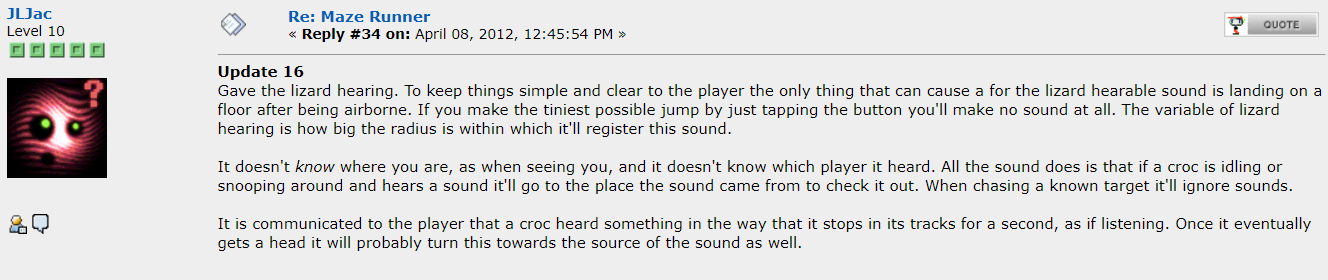 JLJac
Level 10
Re: Maze Runner
« Reply #34 on: April 08, 2012, 12:45:54 PM »
QUOTE
?
Update 16
Gave the lizard hearing. To keep things simple and clear to the player the only thing that can cause a for the lizard hearable sound is landing on a
floor after being airborne. If you make the tiniest possible jump by just tapping the button you'll make no sound at all. The variable of lizard
hearing is how big the radius is within which it'll register this sound.
It doesn't know where you are, as when seeing you, and it doesn't know which player it heard. All the sound does is that if a croc is idling or
snooping around and hears a sound it'll go to the place the sound came from to check it out. When chasing a known target it'll ignore sounds.
It is communicated to the player that a croc heard something in the way that it stops in its tracks for a second, as if listening. Once it eventually
gets a head it will probably turn this towards the source of the sound as well.